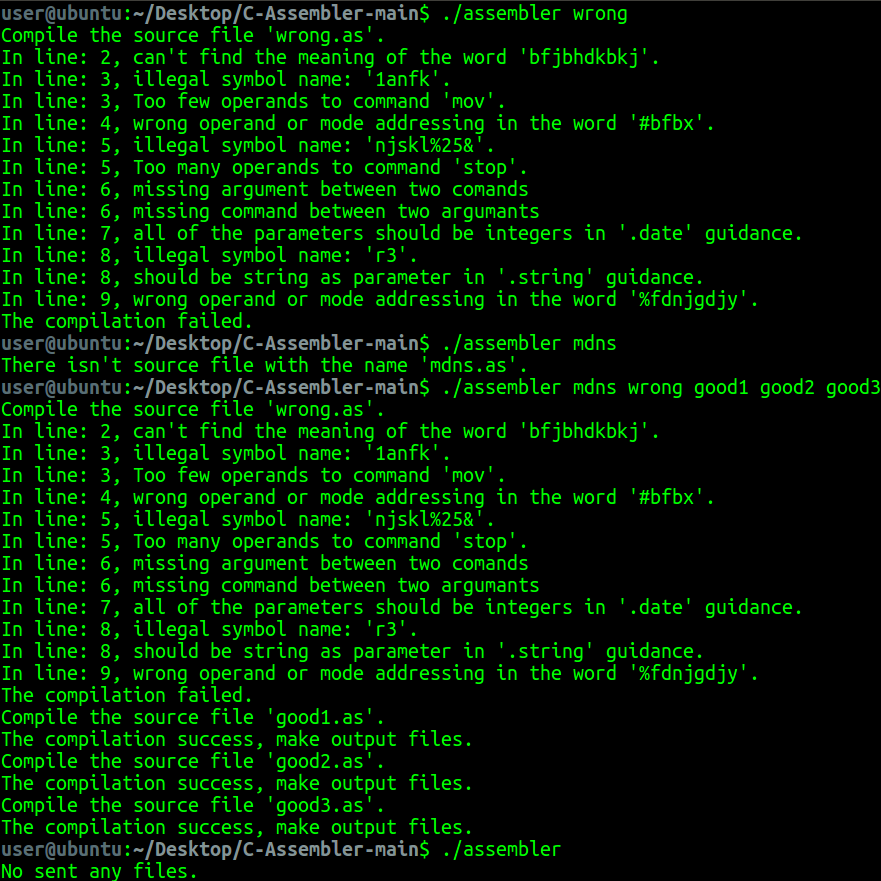 user@ubuntu:~/Desktop/C-Assembler-main$ ./assembler wrong
Compile the source file 'wrong.as'.
In line: 2, can't find the meaning of the word 'bfjbhdkbkj'.
In line: 3, illegal symbol name: '1anfk'.
In line: 3, Too few operands to command 'mov'.
In line: 4, wrong operand or mode addressing in the word '#bfbx'.
In line: 5, illegal symbol name: 'njskl%25&'.
In line: 5, Too many operands to command 'stop'.
In line: 6, missing argument between two comands
In line: 6, missing command between two argumants
In line: 7, all of the parameters should be integers in '.date' guidance.
In line: 8, illegal symbol name: 'r3'.
In line: 8, should be string as parameter in '.string' guidance.
In line: 9, wrong operand or mode addressing in the word '%fdnjgdjy'.
The compilation failed.
user@ubuntu:~/Desktop/C-Assembler-main$ ./assembler mdns
There isn't source file with the name 'mdns.as'.
user@ubuntu:~/Desktop/C-Assembler-main$ ./assembler mdns wrong good1 good2 good3
Compile the source file 'wrong.as'.
In line: 2, can't find the meaning of the word 'bfjbhdkbkj'.
In line: 3, illegal symbol name: '1anfk'.
In line: 3, Too few operands to command 'mov'.
In line: 4, wrong operand or mode addressing in the word '#bfbx'.
In line: 5, illegal symbol name: 'njskl%25&'.
In line: 5, Too many operands to command 'stop'.
In line: 6, missing argument between two comands
In line: 6, missing command between two argumants
In line: 7, all of the parameters should be integers in '.date' guidance.
In line: 8, illegal symbol name: 'r3'.
In line: 8, should be string as parameter in '.string' guidance.
In line: 9, wrong operand or mode addressing in the word '%fdnjgdjy'.
The compilation failed.
Compile the source file 'good1.as'.
The compilation success, make output files.
Compile the source file 'good2.as'.
The compilation success, make output files.
Compile the source file 'good3.as'.
The compilation success, make output files.
user@ubuntu:~/Desktop/C-Assembler-main$ ./assembler
No sent any files.